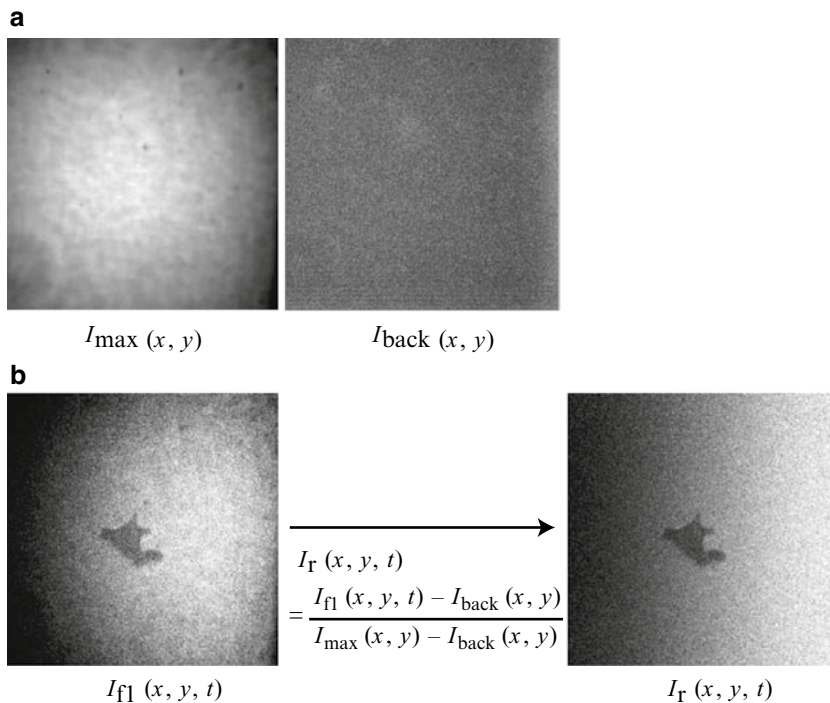 a
I max (x, y)
I back (x, y)
b
I r (x, y, t)
= I f1 (x, y, t) – I back (x, y)
I max (x, y) – I back (x, y)
I f1 (x, y, t)
I r (x, y, t)